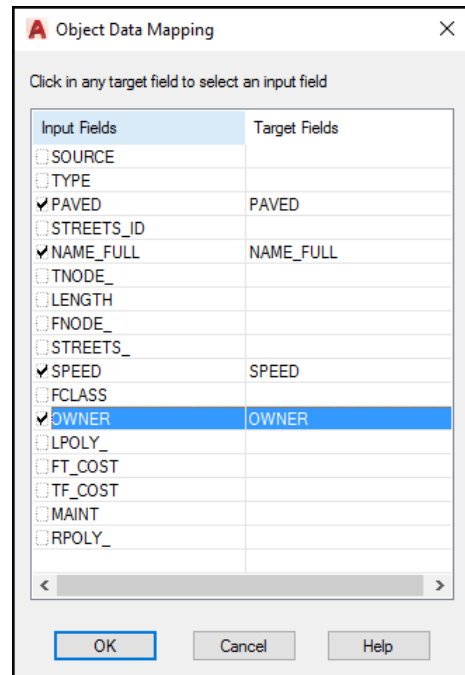 Object Data Mapping
Click in any target field to select an input field
Input Fields Target Fields
SOURCE
TYPE
PAVED PAVED
STREETS_ID
NAME_FULL NAME_FULL
TNODE_
LENGTH
FNODE_
STREETS_
SPEED SPEED
FCLASS
OWNER OWNER
LPOLY_
FT_COST
TF_COST
MAINT
RPOLY_
OK Cancel Help